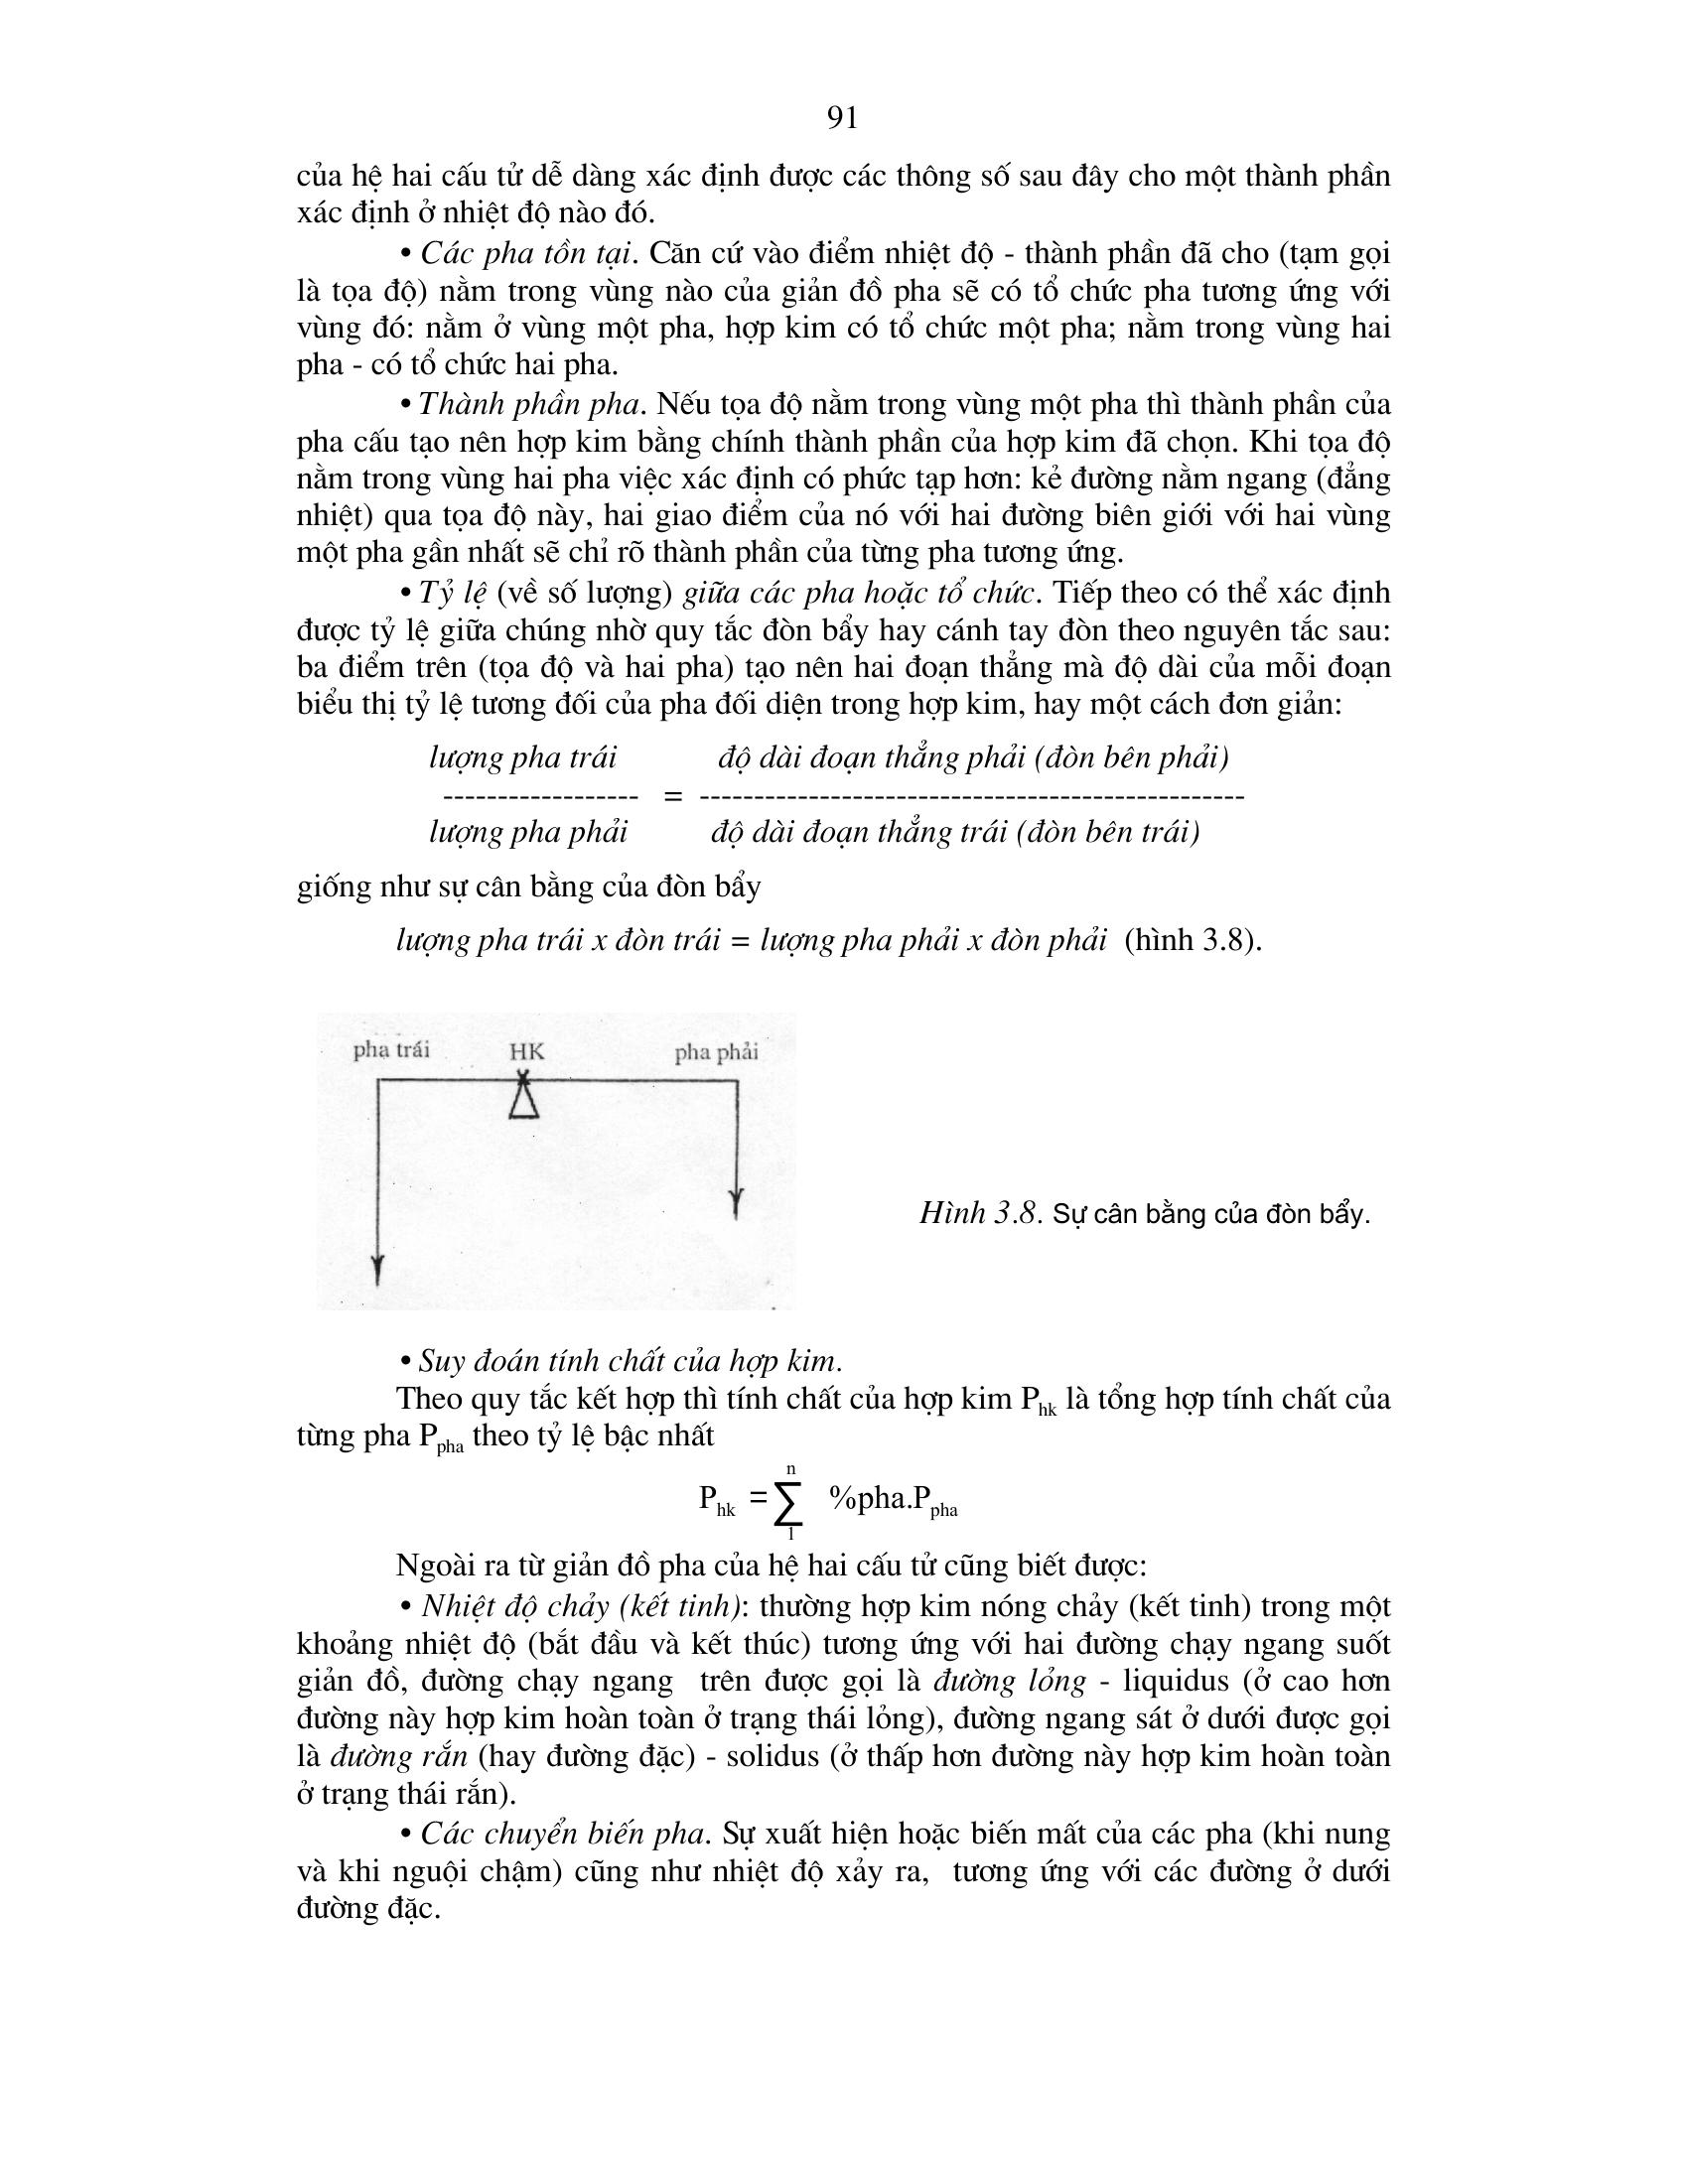 91
của hệ hai cấu tử dễ dàng xác định được các thông số sau đây cho một thành phần
xác định ở nhiệt độ nào đó.
• Các pha tồn tại. Căn cứ vào điểm nhiệt độ - thành phần đã cho (tạm gọi
là tọa độ) nằm trong vùng nào của giản đồ pha sẽ có tổ chức pha tương ứng với
vùng đó: nằm ở vùng một pha, hợp kim có tổ chức một pha; nằm trong vùng hai
pha - có tổ chức hai pha.
• Thành phần pha. Nếu tọa độ nằm trong vùng một pha thì thành phần của
pha cấu tạo nên hợp kim bằng chính thành phần của hợp kim đã chọn. Khi tọa độ
nằm trong vùng hai pha việc xác định có phức tạp hơn: kẻ đường nằm ngang (đẳng
nhiệt) qua tọa độ này, hai giao điểm của nó với hai đường biên giới với hai vùng
một pha gần nhất sẽ chỉ rõ thành phần của từng pha tương ứng.
• Tỷ lệ (về số lượng) giữa các pha hoặc tổ chức. Tiếp theo có thể xác định
được tỷ lệ giữa chúng nhờ quy tắc đòn bẩy hay cánh tay đòn theo nguyên tắc sau:
ba điểm trên (tọa độ và hai pha) tạo nên hai đoạn thẳng mà độ dài của mỗi đoạn
biểu thị tỷ lệ tương đối của pha đối diện trong hợp kim, hay một cách đơn giản:
lượng pha trái độ dài đoạn thẳng phải (đòn bên phải)
------------------ = --------------------------------------------------
lượng pha phải độ dài đoạn thẳng trái (đòn bên trái)
giống như sự cân bằng của đòn bẩy
lượng pha trái x đòn trái = lượng pha phải x đòn phải (hình 3.8).
pha trái HK pha phải
Hình 3.8. Sự cân bằng của đòn bẩy.
• Suy đoán tính chất của hợp kim.
Theo quy tắc kết hợp thì tính chất của hợp kim Phk là tổng hợp tính chất của
từng pha Ppha theo tỷ lệ bậc nhất
n
Phk = ∑ %pha.Ppha
1
Ngoài ra từ giản đồ pha của hệ hai cấu tử cũng biết được:
• Nhiệt độ chảy (kết tinh): thường hợp kim nóng chảy (kết tinh) trong một
khoảng nhiệt độ (bắt đầu và kết thúc) tương ứng với hai đường chạy ngang suốt
giản đồ, đường chạy ngang trên được gọi là đường lỏng - liquidus (ở cao hơn
đường này hợp kim hoàn toàn ở trạng thái lỏng), đường ngang sát ở dưới được gọi
là đường rắn (hay đường đặc) - solidus (ở thấp hơn đường này hợp kim hoàn toàn
ở trạng thái rắn).
• Các chuyển biến pha. Sự xuất hiện hoặc biến mất của các pha (khi nung
và khi nguội chậm) cũng như nhiệt độ xảy ra, tương ứng với các đường ở dưới
đường đặc.